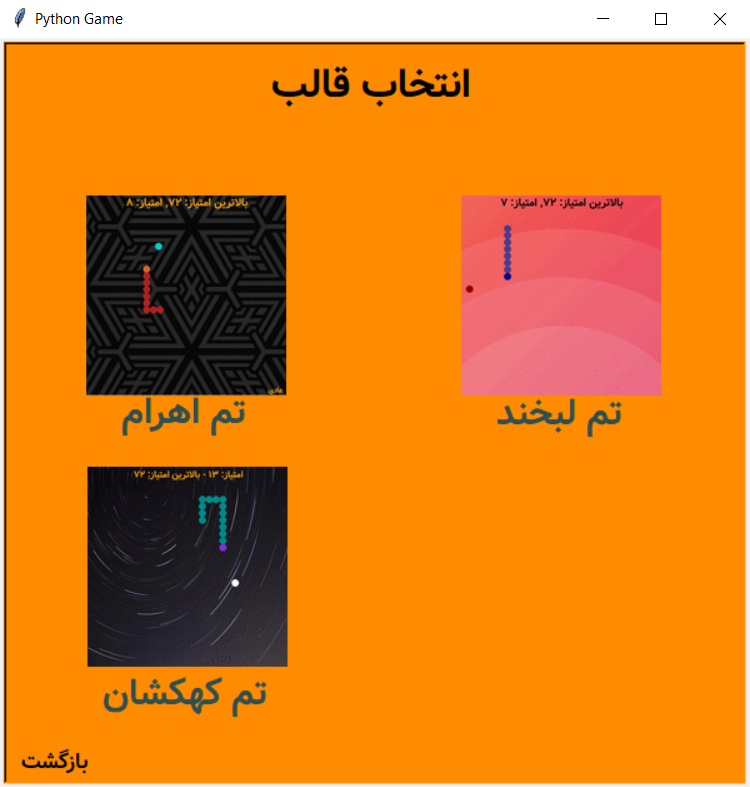 Python Game
انتخاب قالب
بالاترین امتیاز: ۷۲, امتیاز: ۷
تم لبخند
بالاترین امتیاز: ۷۲, امتیاز: ۸
عادی
تم اهرام
امتیاز: ۱۳ - بالاترین امتیاز: ۷۲
تم کهکشان
بازگشت